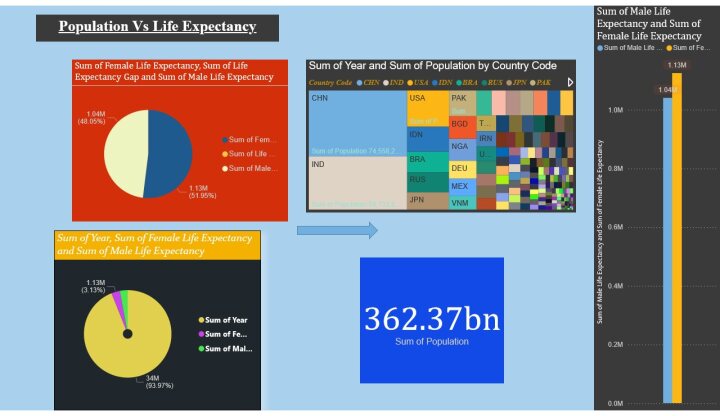 Population Vs Life Expectancy
Sum of Female Life Expectancy, Sum of Life
Expectancy Gap and Sum of Male Life Expectancy
1.04M
(48.05%)
1.13M
(51.95%)
Sum of Fem...
Sum of Life ...
Sum of Male...
Sum of Year and Sum of Population by Country Code
Country Code CHN IND USA IDN BRA RUS JPN PAK
CHN
Sum of Population 74,568,2...
IND
USA
Sum of F...
IDN
BRA
RUS
JPN
PAK
Sum
BGD
NGA
DEU
MEX
VNM
T...
IRN
U...
Sum of Year, Sum of Female Life Expectancy
and Sum of Male Life Expectancy
1.13M
(3.13%)
34M
(93.97%)
Sum of Year
Sum of Fe...
Sum of Mal...
362.37bn
Sum of Population
Sum of Male Life
Expectancy and Sum of
Female Life Expectancy
Sum of Male Life ... Sum of Fe...
1.13M
1.04M
1.0M
0.8M
0.6M
0.4M
0.2M
0.0M
Sum of Male Life Expectancy and Sum of Female Life Expectancy